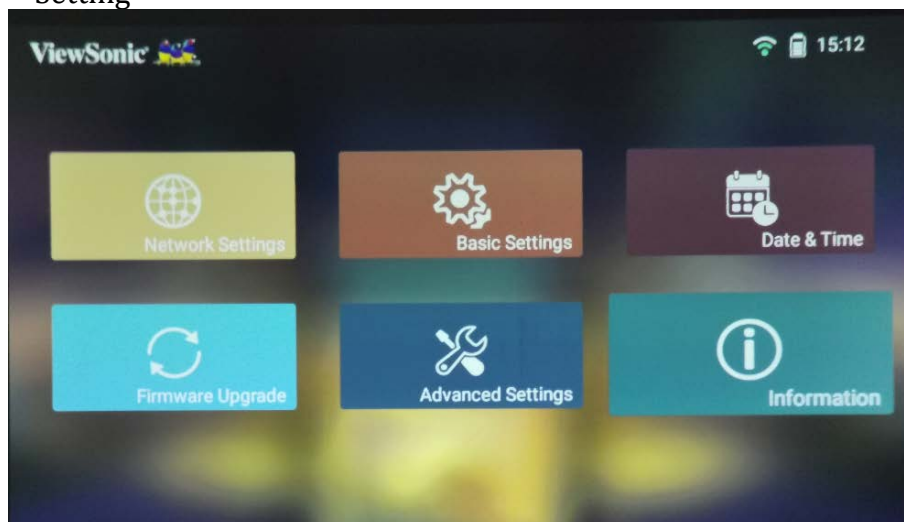 ViewSonic
15:12
Network Settings
Basic Settings
Date & Time
Firmware Upgrade
Advanced Settings
Information